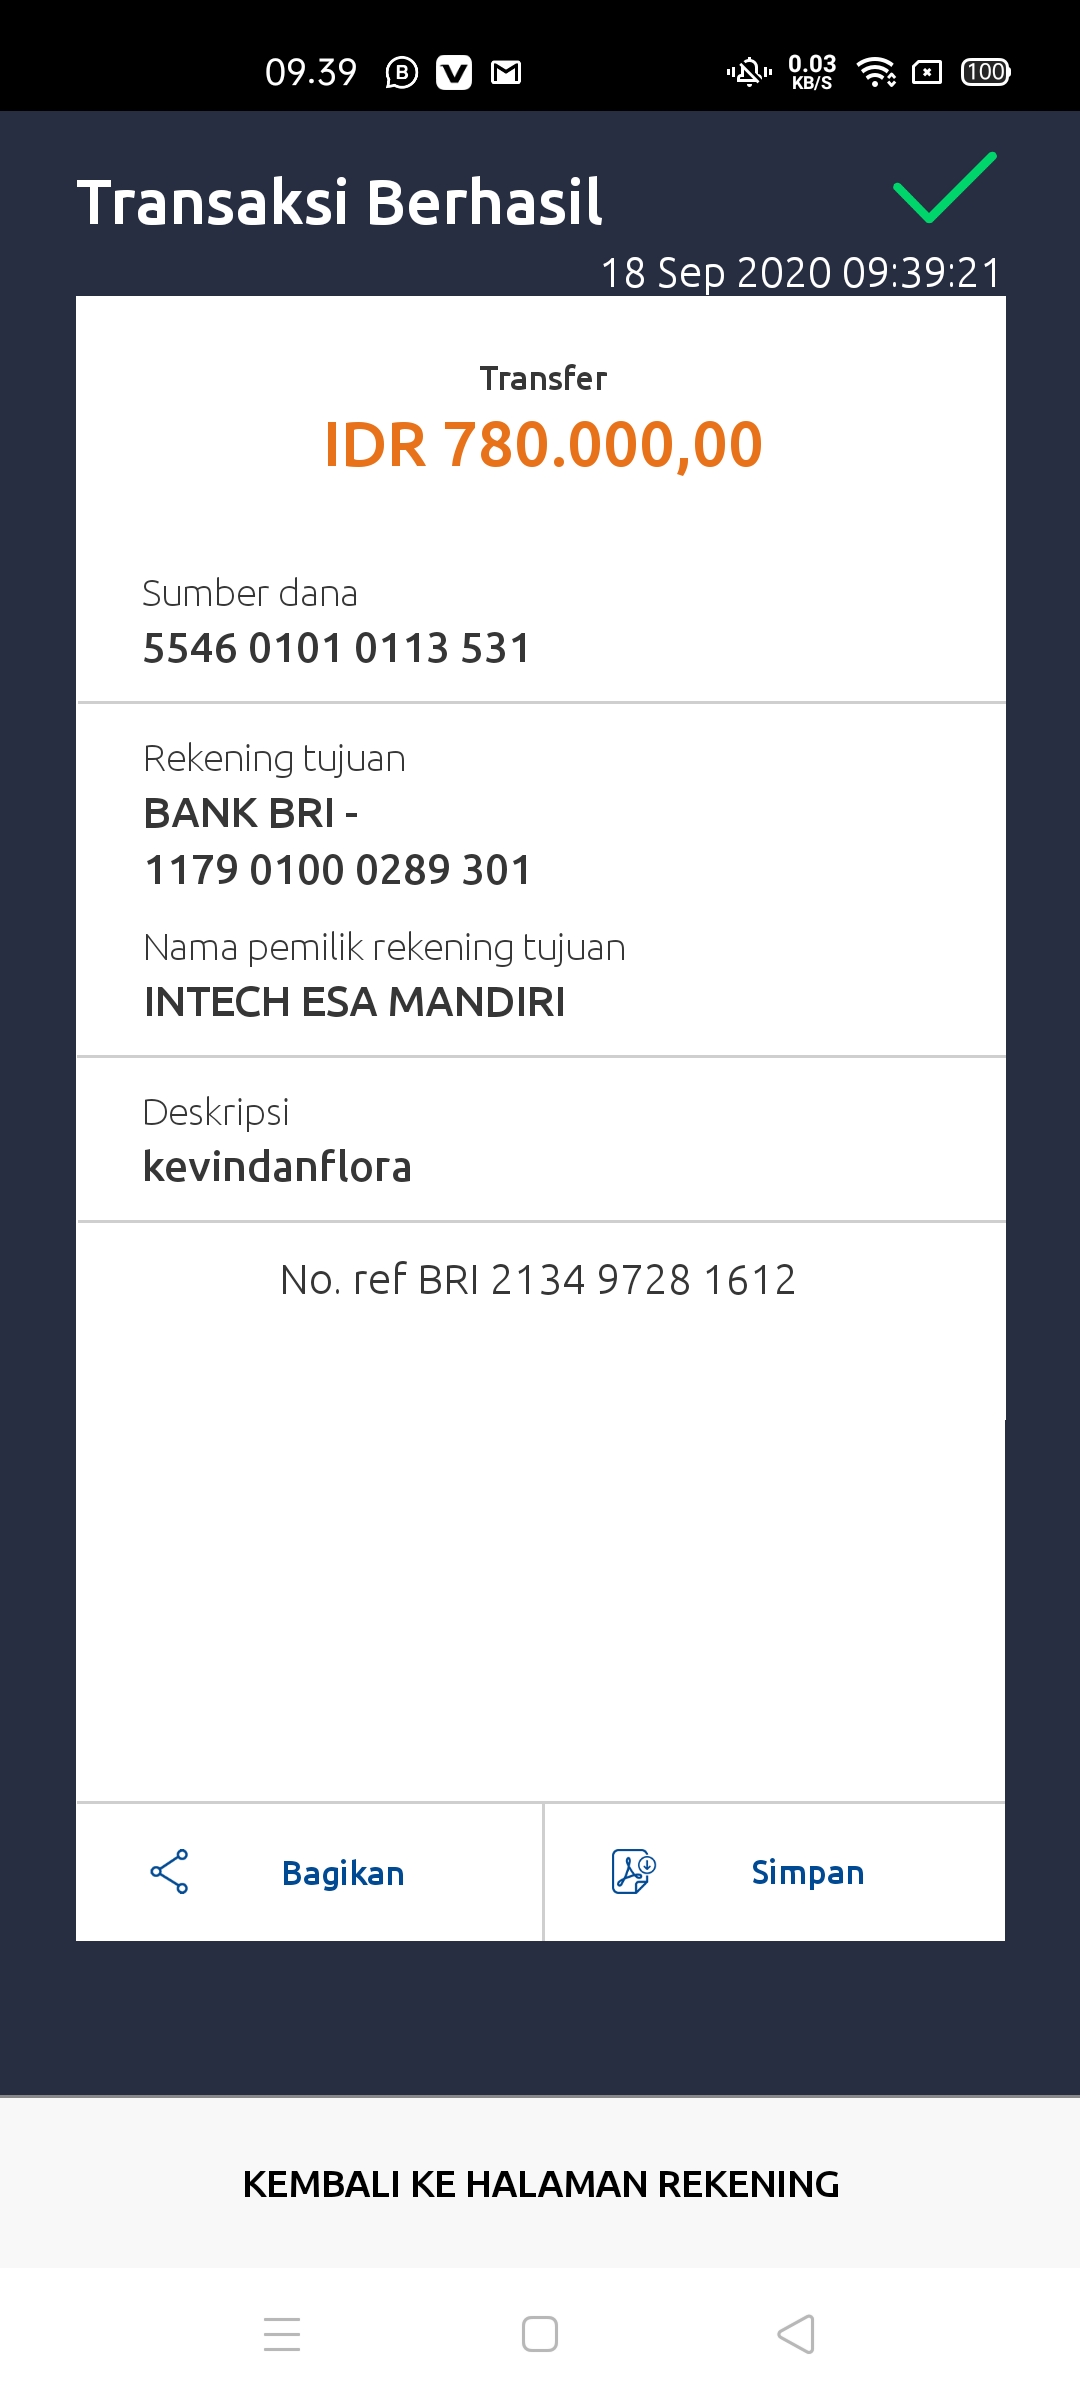 09.39
0.03
KB/S
100
Transaksi Berhasil
18 Sep 2020 09:39:21
Transfer
IDR 780.000,00
Sumber dana
5546 0101 0113 531
Rekening tujuan
BANK BRI -
1179 0100 0289 301
Nama pemilik rekening tujuan
INTECH ESA MANDIRI
Deskripsi
kevindanflora
No. ref BRI 2134 9728 1612
Bagikan
Simpan
KEMBALI KE HALAMAN REKENING